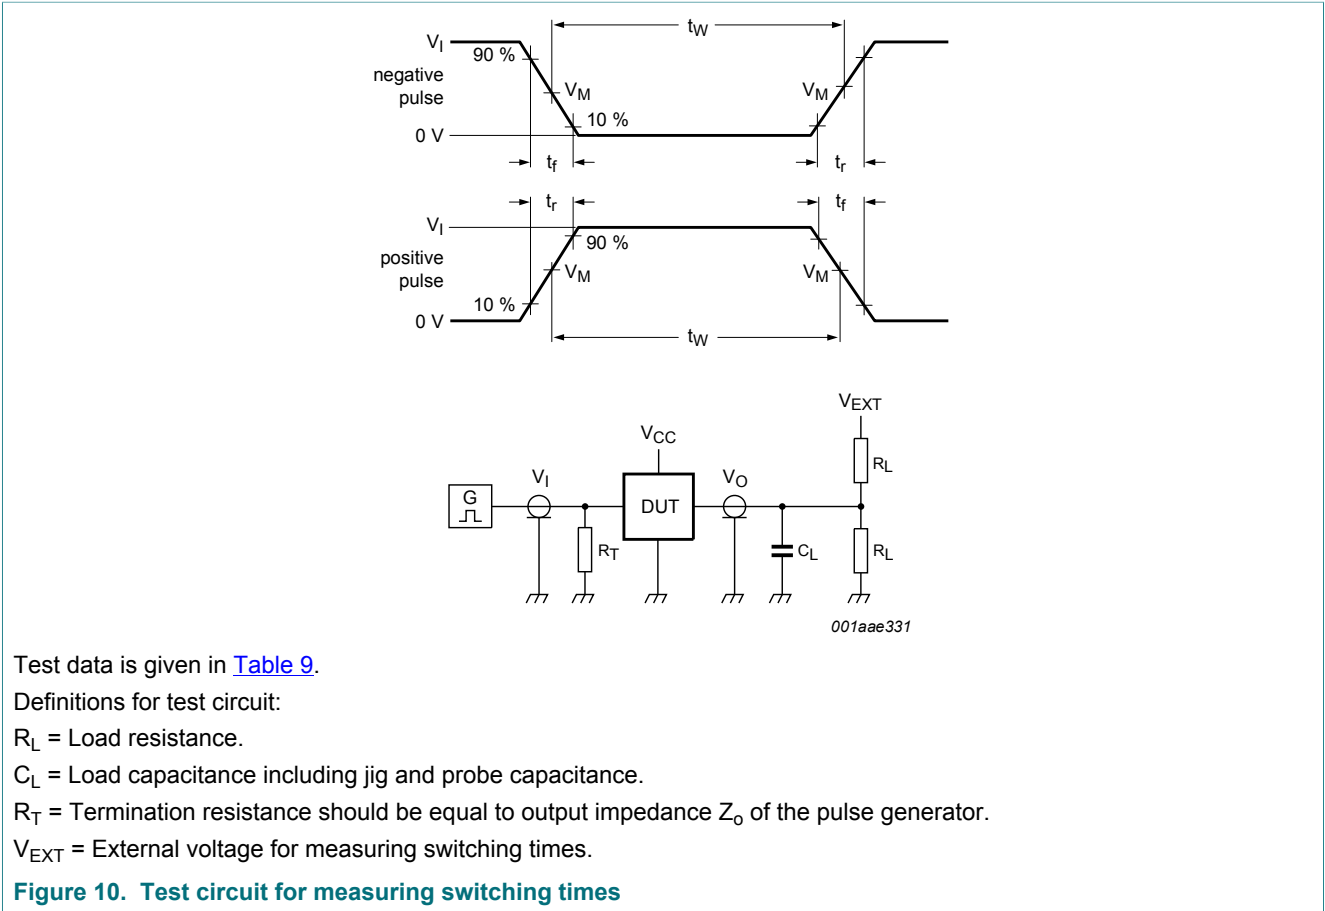 t_W
V_I
90 %
negative
pulse
V_M
V_M
10 %
0 V
t_f
t_r
t_r
t_f
V_I
90 %
positive
pulse
V_M
V_M
10 %
0 V
t_W
V_EXT
V_CC
R_L
V_I
V_O
G
DUT
R_T
C_L
R_L
001aae331
Test data is given in Table 9.
Definitions for test circuit:
R_L = Load resistance.
C_L = Load capacitance including jig and probe capacitance.
R_T = Termination resistance should be equal to output impedance Z_o of the pulse generator.
V_EXT = External voltage for measuring switching times.
Figure 10. Test circuit for measuring switching times